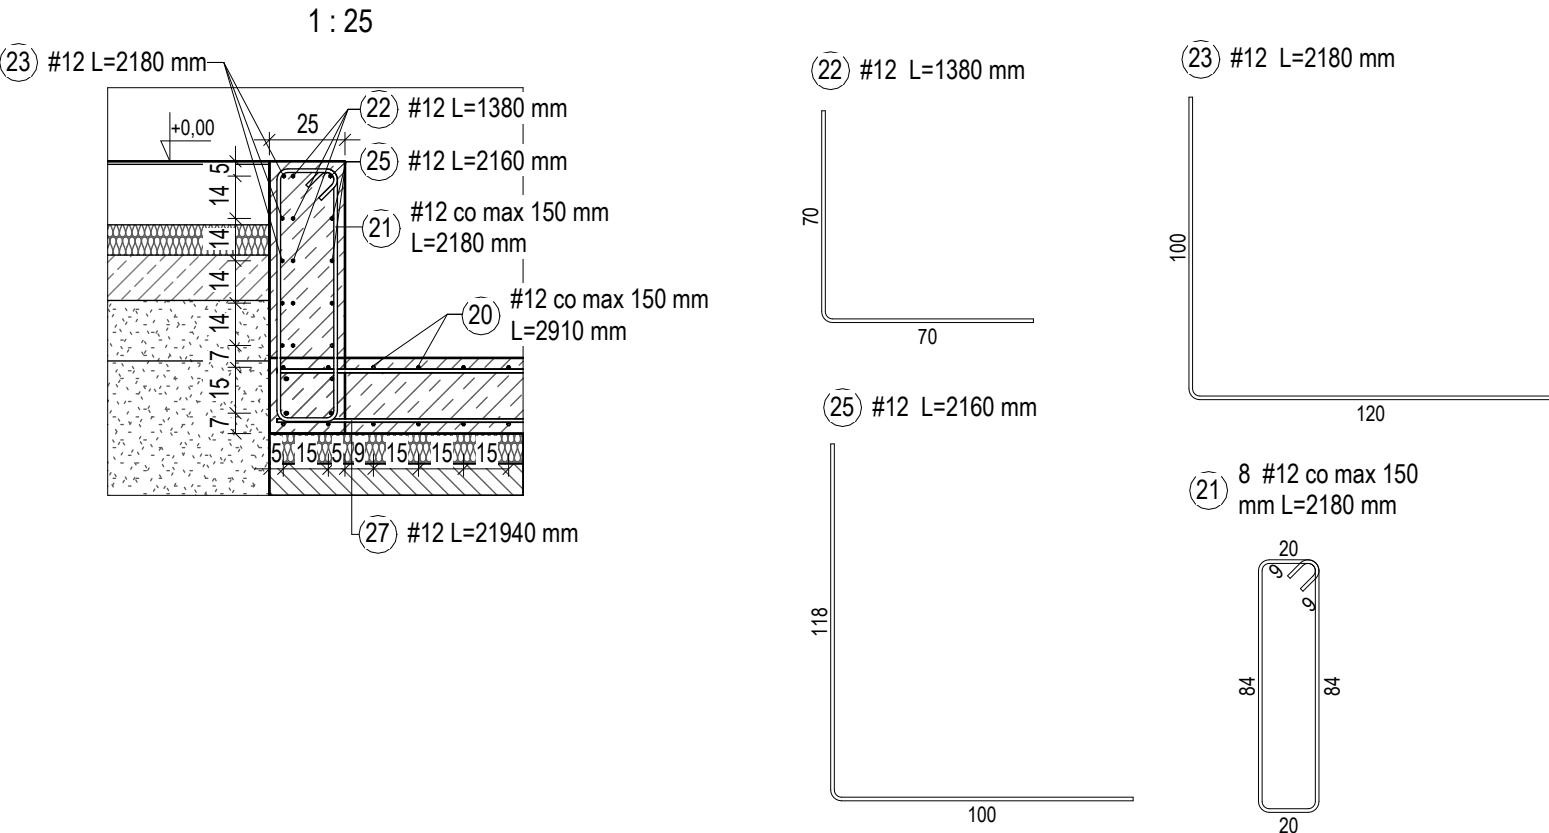 1 : 25
23 #12 L=2180 mm
22 #12 L=1380 mm
+0,00
25
25 #12 L=2160 mm
21 #12 co max 150 mm
L=2180 mm
20 #12 co max 150 mm
L=2910 mm
5
14
14
14
14
7
15
7
5 15 5 9 15 15 15
27 #12 L=21940 mm
22 #12 L=1380 mm
70
70
23 #12 L=2180 mm
100
120
25 #12 L=2160 mm
118
100
21 8 #12 co max 150
mm L=2180 mm
20
9
9
84
84
20